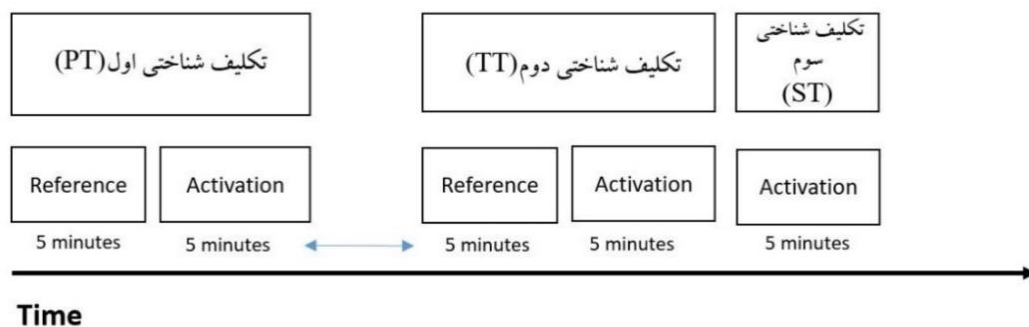 تکلیف شناختی اول(PT)
تکلیف شناختی دوم(TT)
تکلیف شناختی
سوم
(ST)
Reference
Activation
Reference
Activation
Activation
5 minutes
5 minutes
5 minutes
5 minutes
5 minutes
Time